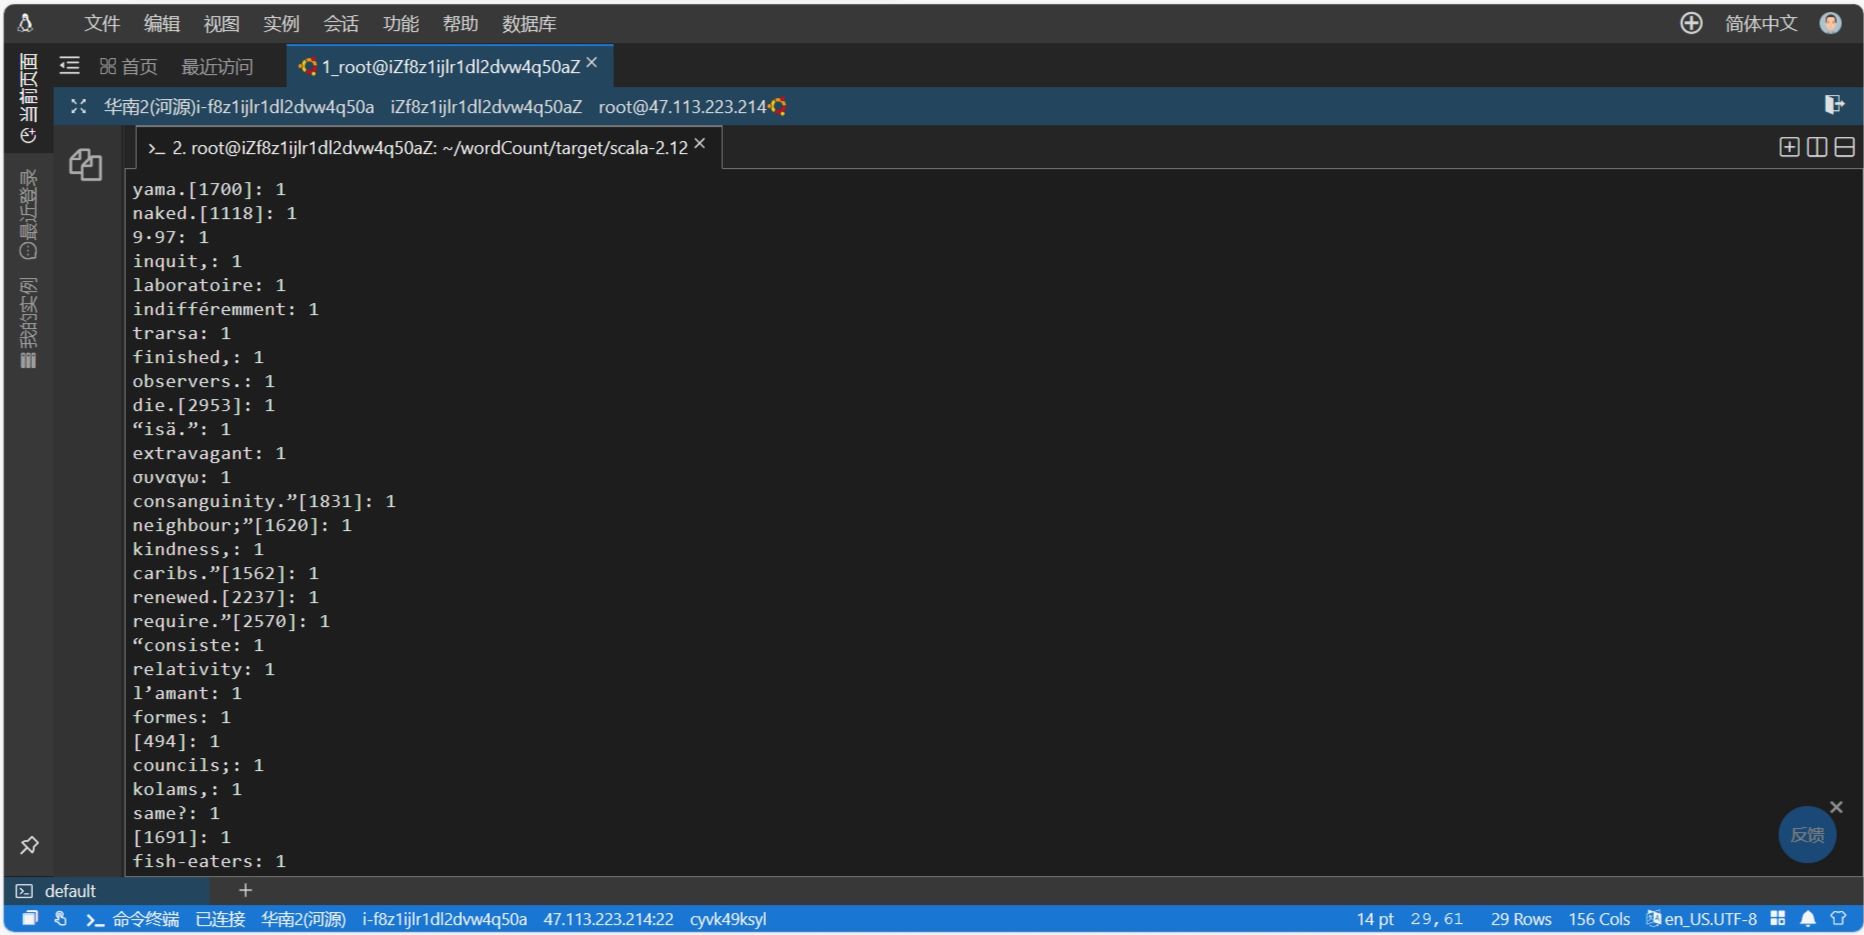 文件 编辑 视图 实例 会话 功能 帮助 数据库 简体中文
当前页面
最近登录
我的实例
首页 最近访问 1_root@iZf8z1ijlr1dl2dvw4q50aZ
华南2(河源)i-f8z1ijlr1dl2dvw4q50a iZf8z1ijlr1dl2dvw4q50aZ root@47.113.223.214
>_ 2. root@iZf8z1ijlr1dl2dvw4q50aZ: ~/wordCount/target/scala-2.12
yama.[1700]: 1
naked.[1118]: 1
9·97: 1
inquit,: 1
laboratoire: 1
indifféremment: 1
trarsa: 1
finished,: 1
observers.: 1
die.[2953]: 1
“isä.”: 1
extravagant: 1
συναγω: 1
consanguinity.”[1831]: 1
neighbour;”[1620]: 1
kindness,: 1
caribs.”[1562]: 1
renewed.[2237]: 1
require.”[2570]: 1
“consiste: 1
relativity: 1
l’amant: 1
formes: 1
[494]: 1
councils;: 1
kolams,: 1
same?: 1
[1691]: 1
fish-eaters: 1
反馈
default +
命令终端 已连接 华南2(河源) i-f8z1ijlr1dl2dvw4q50a 47.113.223.214:22 cyvk49ksyl 14 pt 29,61 29 Rows 156 Cols en_US.UTF-8